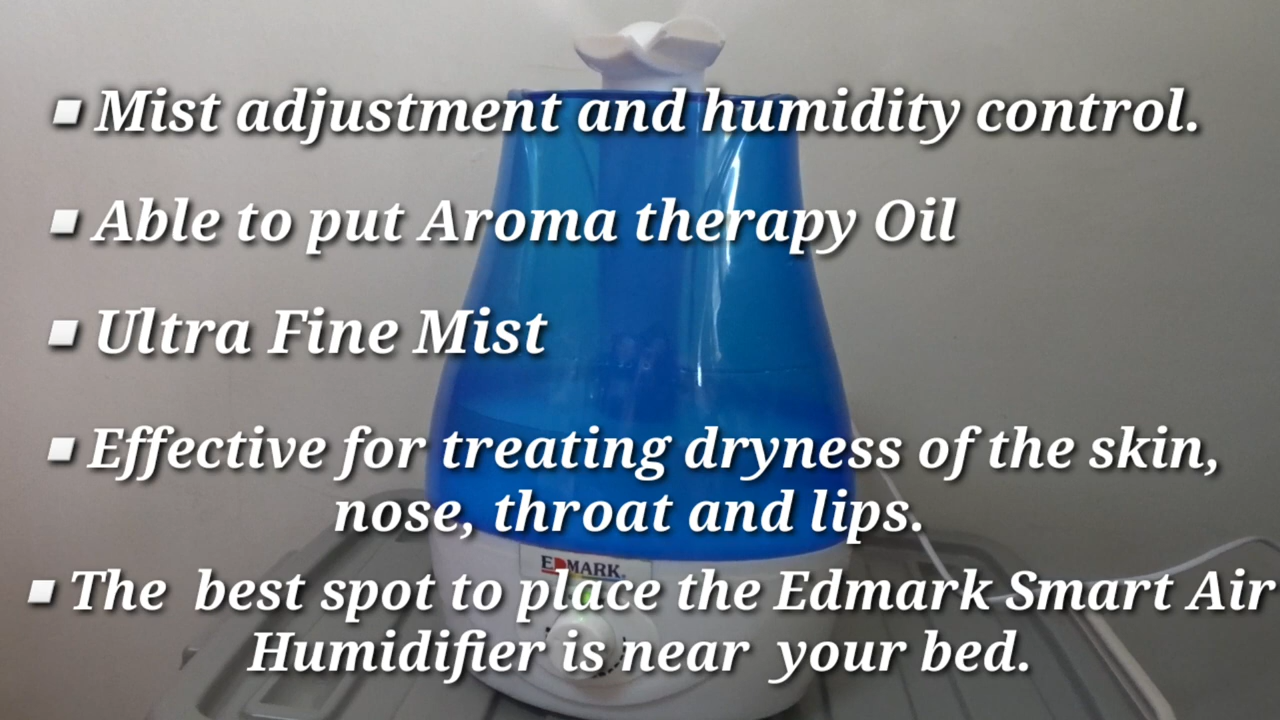 ▪ Mist adjustment and humidity control.
▪ Able to put Aroma therapy Oil
▪ Ultra Fine Mist
▪ Effective for treating dryness of the skin,
nose, throat and lips.
EDMARK
▪ The best spot to place the Edmark Smart Air
Humidifier is near your bed.